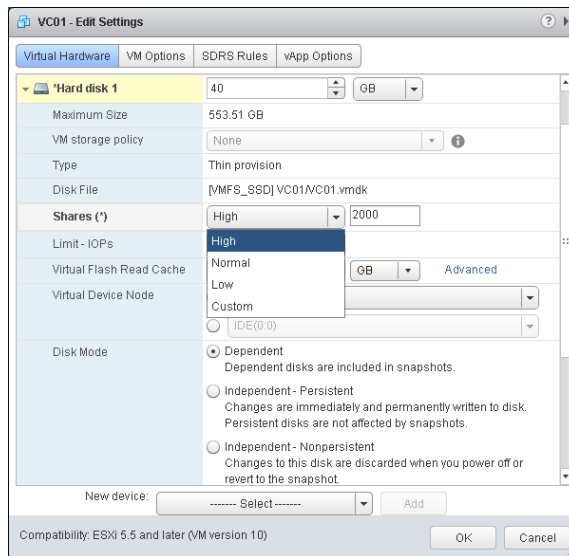 VC01 - Edit Settings ?
Virtual Hardware VM Options SDRS Rules vApp Options
*Hard disk 1 40 GB
Maximum Size 553.51 GB
VM storage policy None
Type Thin provision
Disk File [VMFS_SSD] VC01/VC01.vmdk
Shares (*) High 2000
Limit - IOPs High
Normal
Virtual Flash Read Cache GB Advanced
Low
Virtual Device Node
Custom
IDE(0:0)
Disk Mode Dependent
Dependent disks are included in snapshots.
Independent - Persistent
Changes are immediately and permanently written to disk.
Persistent disks are not affected by snapshots.
Independent - Nonpersistent
Changes to this disk are discarded when you power off or
revert to the snapshot.
New device: ------- Select ------- Add
Compatibility: ESXi 5.5 and later (VM version 10) OK Cancel